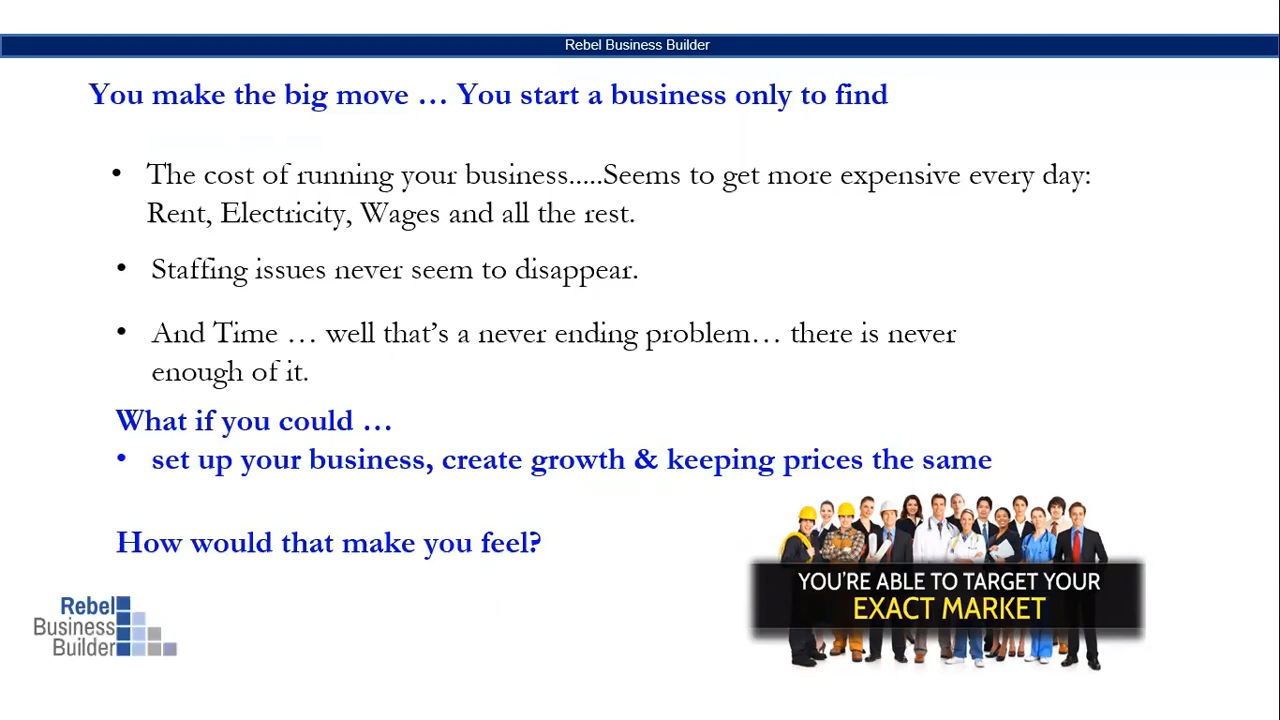 Rebel Business Builder
You make the big move … You start a business only to find
• The cost of running your business.....Seems to get more expensive every day:
Rent, Electricity, Wages and all the rest.
• Staffing issues never seem to disappear.
• And Time … well that’s a never ending problem… there is never
enough of it.
What if you could …
• set up your business, create growth & keeping prices the same
How would that make you feel?
YOU'RE ABLE TO TARGET YOUR
EXACT MARKET
Rebel
Business
Builder